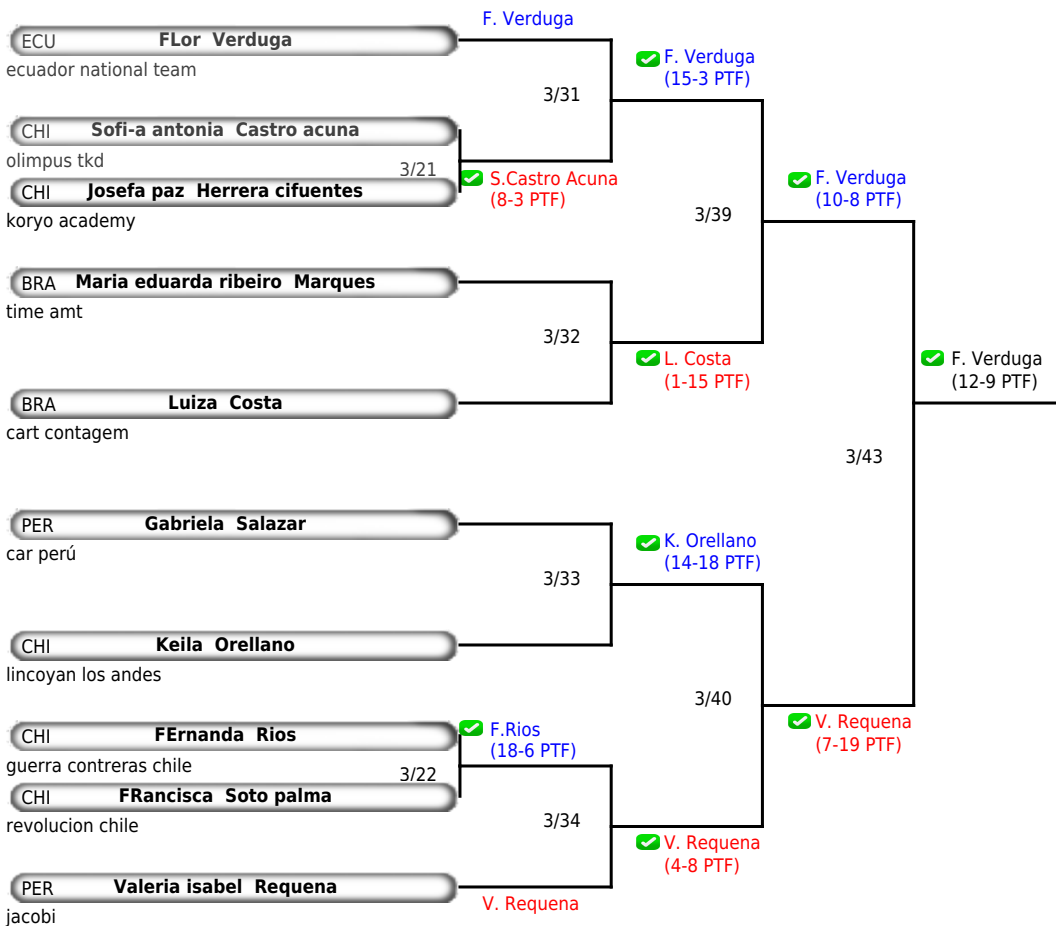 F. Verduga
ECU FLor Verduga
ecuador national team
F. Verduga
(15-3 PTF)
3/31
CHI Sofi-a antonia Castro acuna
olimpus tkd
3/21
S.Castro Acuna
(8-3 PTF)
CHI Josefa paz Herrera cifuentes
koryo academy
F. Verduga
(10-8 PTF)
3/39
BRA Maria eduarda ribeiro Marques
time amt
3/32
L. Costa
(1-15 PTF)
F. Verduga
(12-9 PTF)
BRA Luiza Costa
cart contagem
3/43
PER Gabriela Salazar
car perú
K. Orellano
(14-18 PTF)
3/33
CHI Keila Orellano
lincoyan los andes
3/40
V. Requena
(7-19 PTF)
CHI FErnanda Rios
F.Rios
(18-6 PTF)
guerra contreras chile
3/22
CHI FRancisca Soto palma
revolucion chile
3/34
V. Requena
(4-8 PTF)
PER Valeria isabel Requena
V. Requena
jacobi